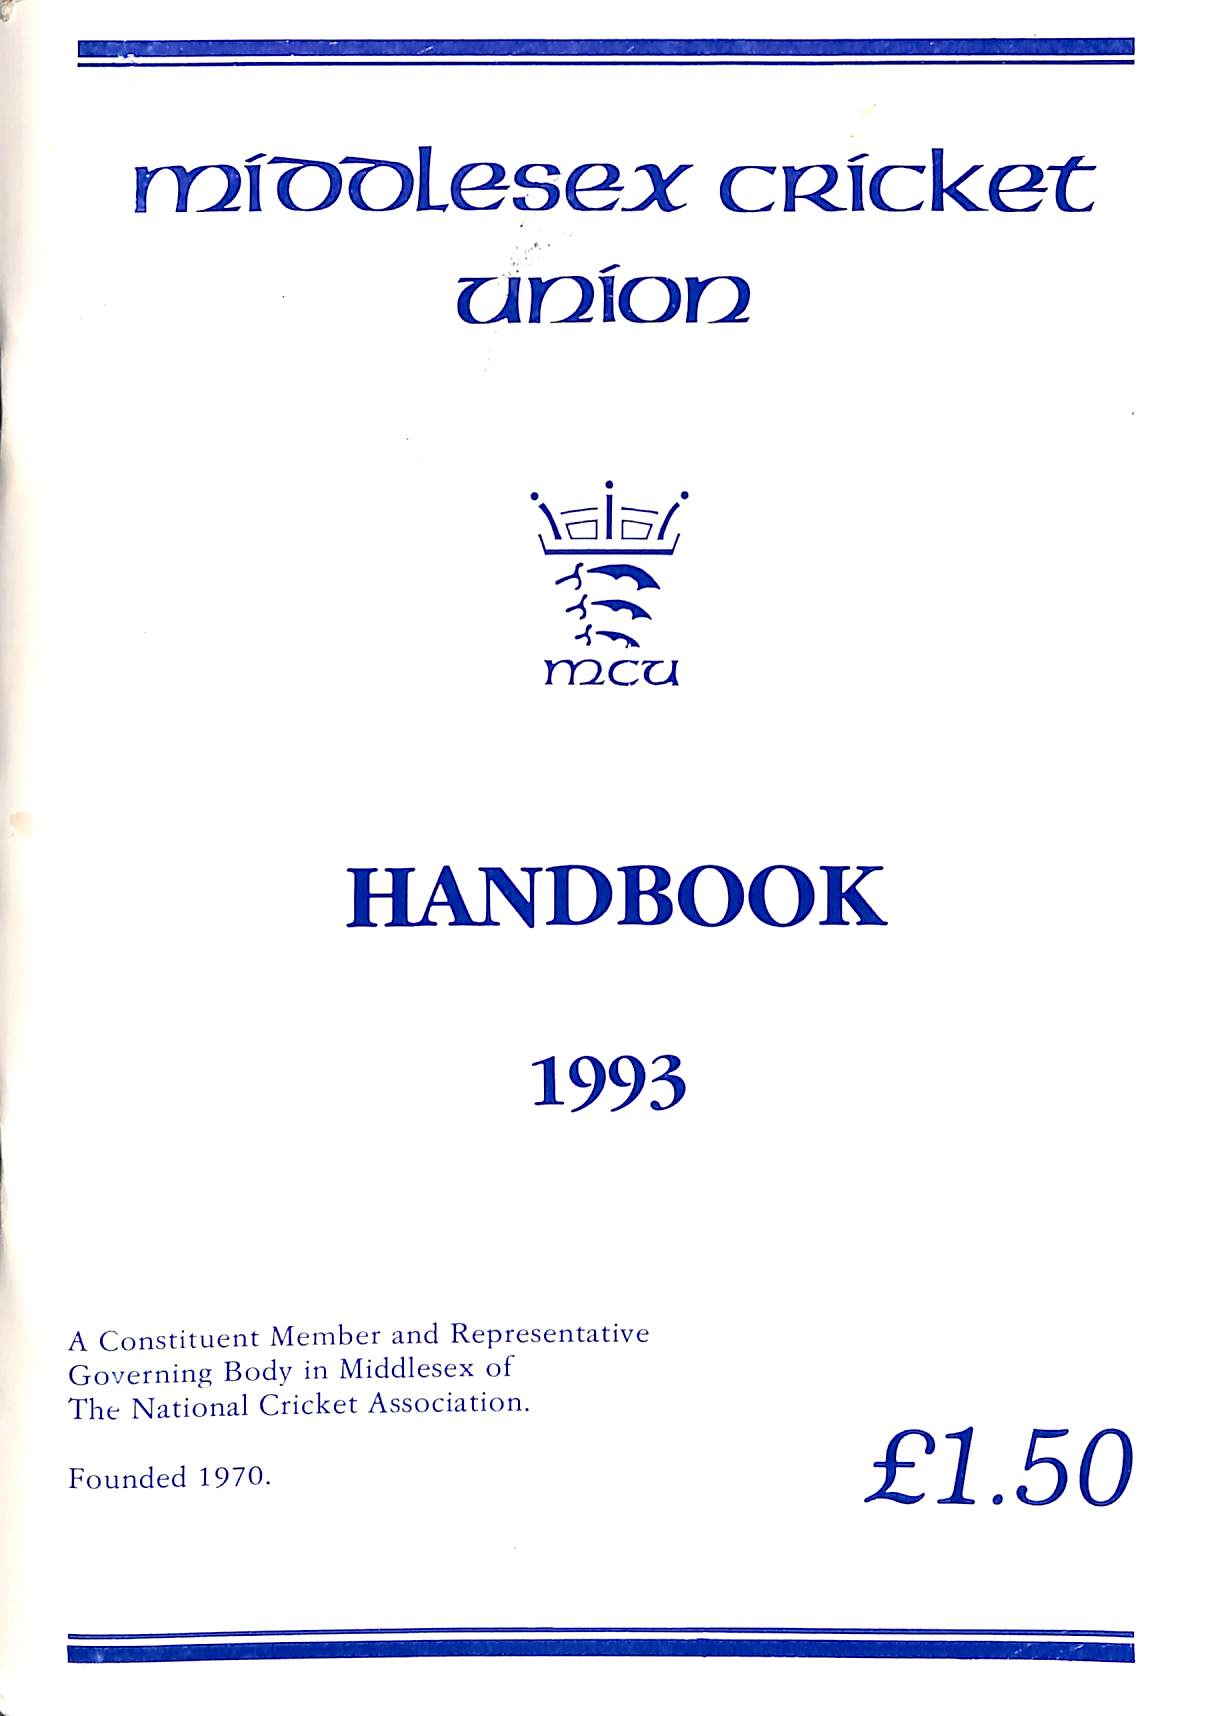 Middlesex Cricket
Union
MCU
HANDBOOK
1993
A Constituent Member and Representative
Governing Body in Middlesex of
The National Cricket Association.
Founded 1970.
£1.50